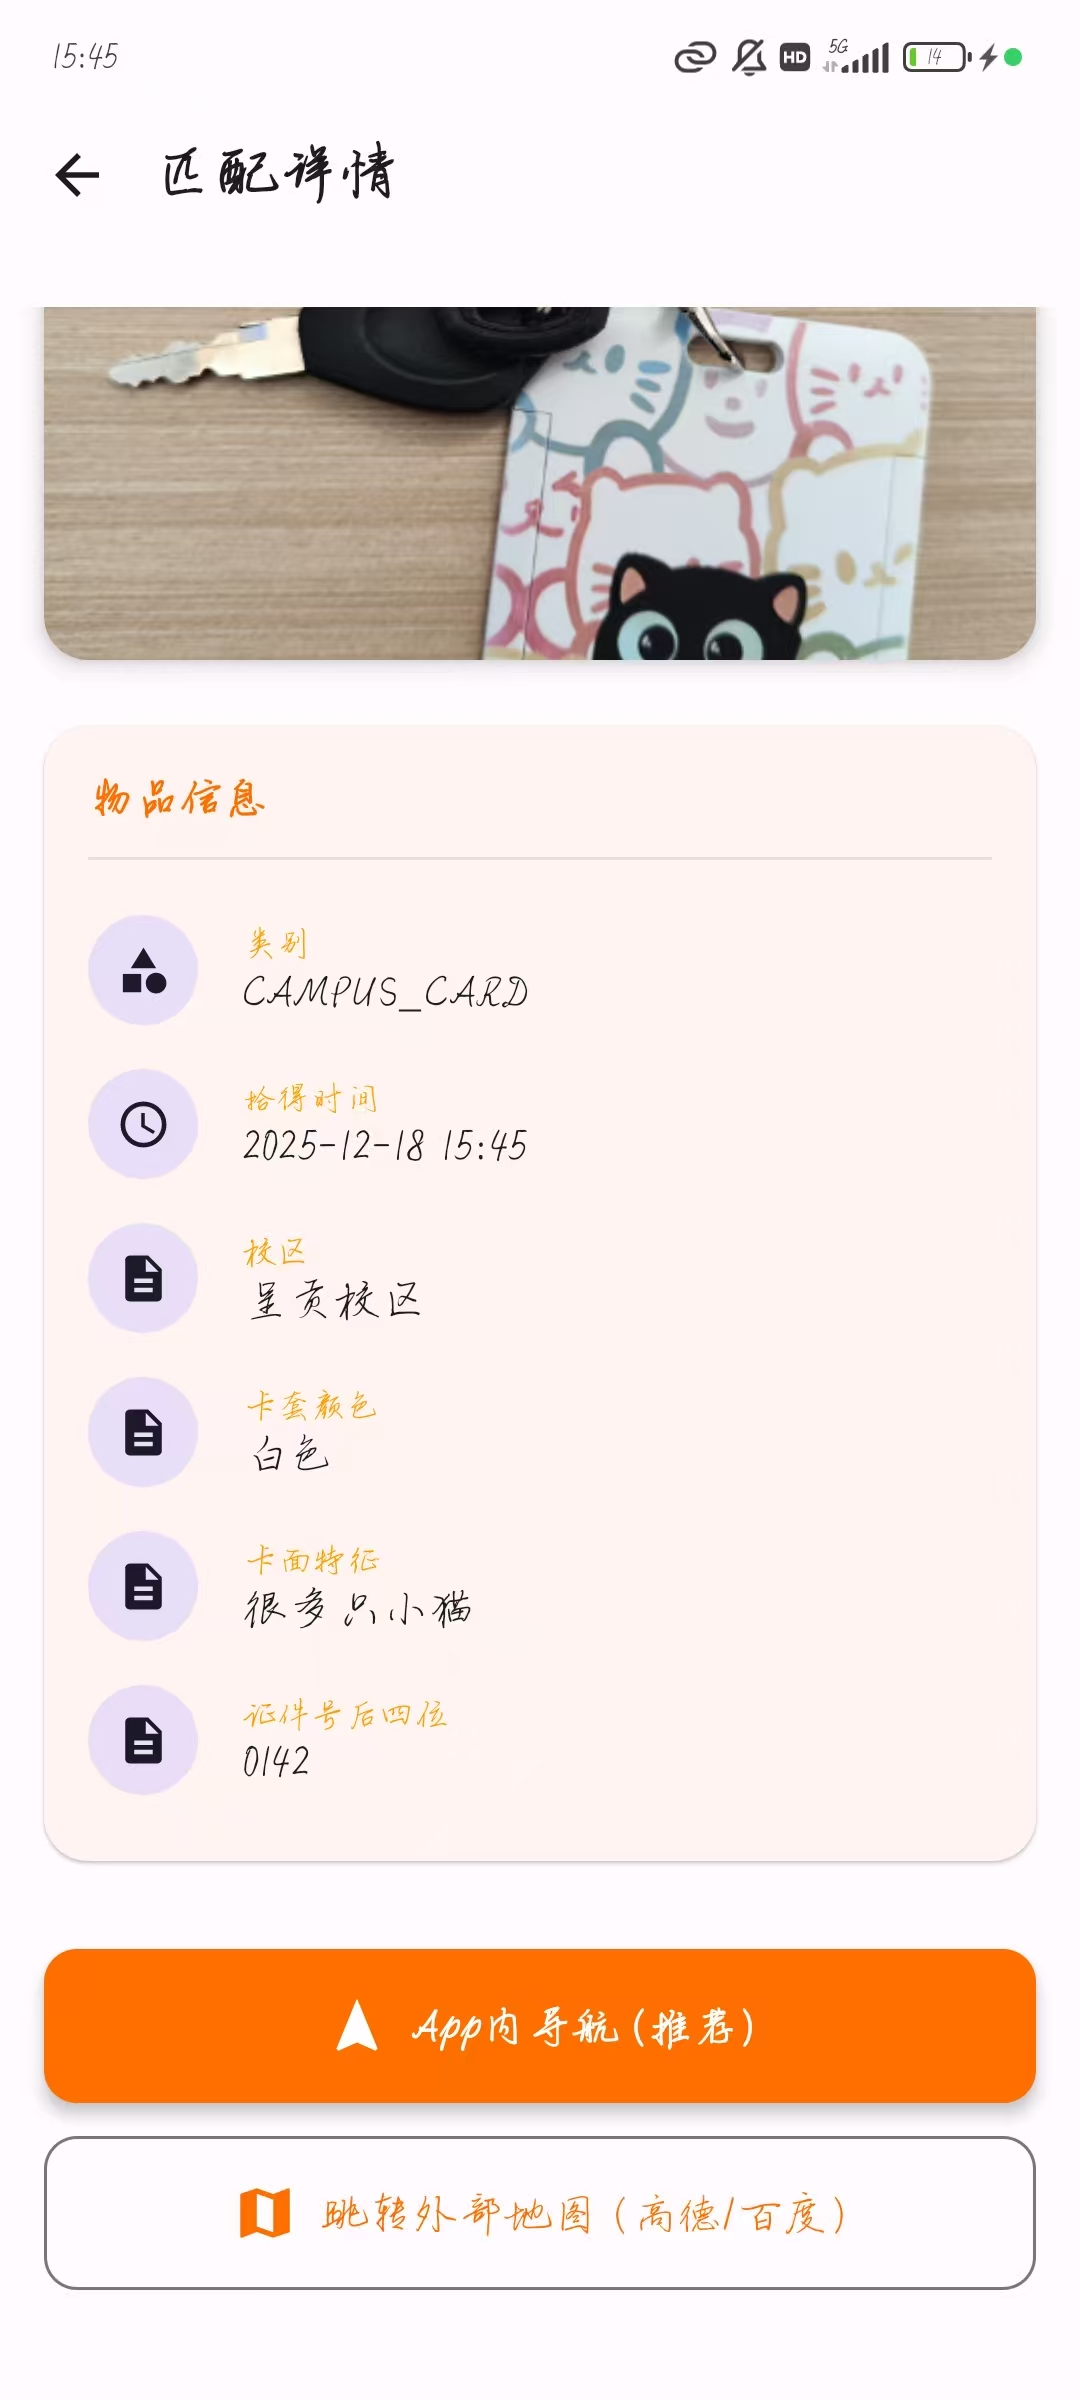 15:45
HD 5G 14
匹配详情
物品信息
类别
CAMPUS_CARD
拾得时间
2025-12-18 15:45
校区
呈贡校区
卡套颜色
白色
卡面特征
很多只小猫
证件号后四位
0142
App内导航(推荐)
跳转外部地图(高德/百度)